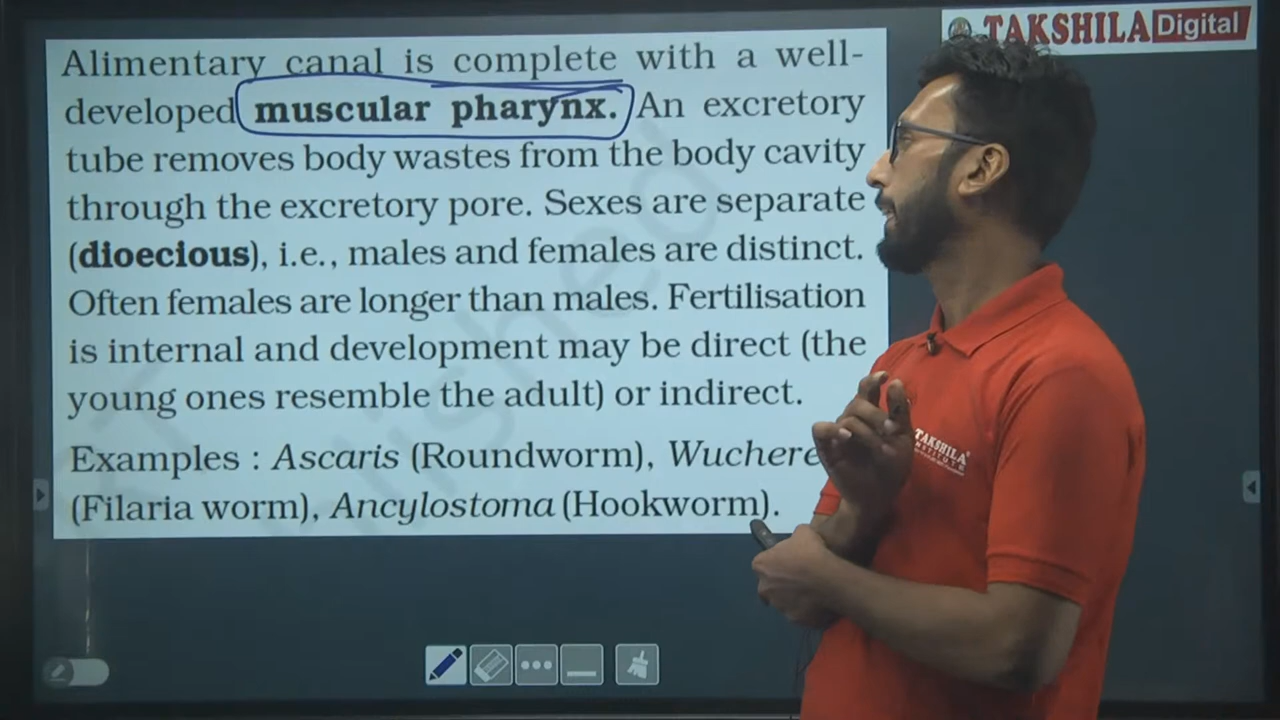 TAKSHILA Digital
Alimentary canal is complete with a well-
developed muscular pharynx. An excretory
tube removes body wastes from the body cavity
through the excretory pore. Sexes are separate
(dioecious), i.e., males and females are distinct.
Often females are longer than males. Fertilisation
is internal and development may be direct (the
young ones resemble the adult) or indirect.
Examples : Ascaris (Roundworm), Wuchere
(Filaria worm), Ancylostoma (Hookworm).
TAKSHILA